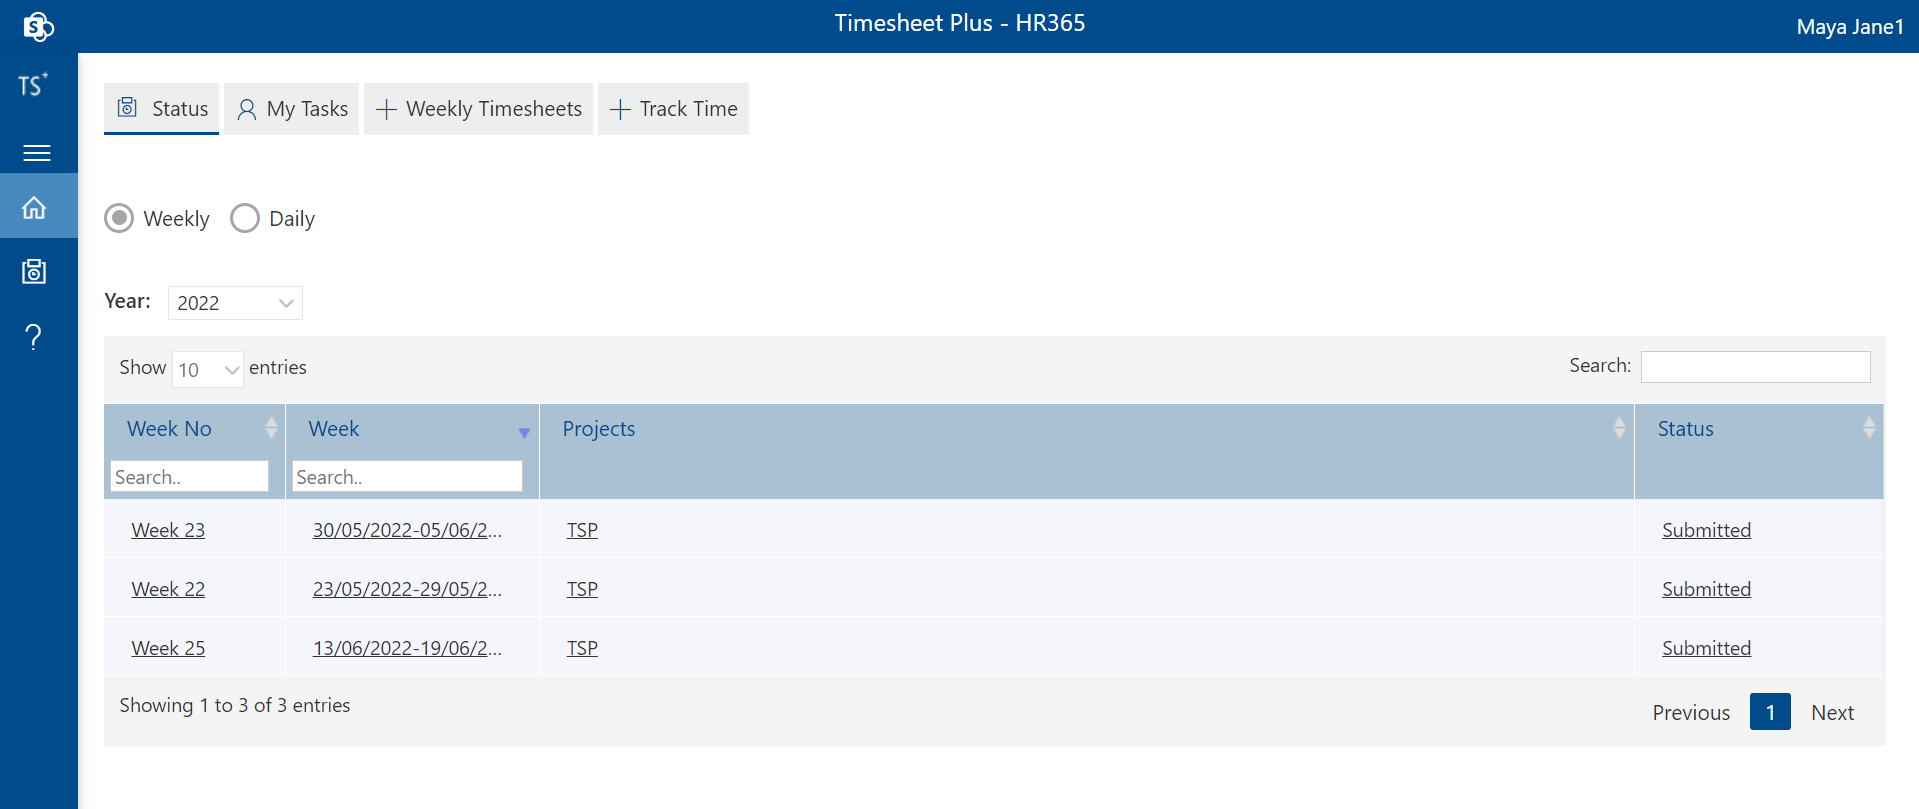 Timesheet Plus - HR365
Maya Jane1
TS+
Status
My Tasks
Weekly Timesheets
Track Time
Weekly
Daily
Year:
2022
Show 10 entries
Search:
Week No
Week
Projects
Status
Search..
Search..
Week 23 30/05/2022-05/06/2... TSP Submitted
Week 22 23/05/2022-29/05/2... TSP Submitted
Week 25 13/06/2022-19/06/2... TSP Submitted
Showing 1 to 3 of 3 entries
Previous 1 Next